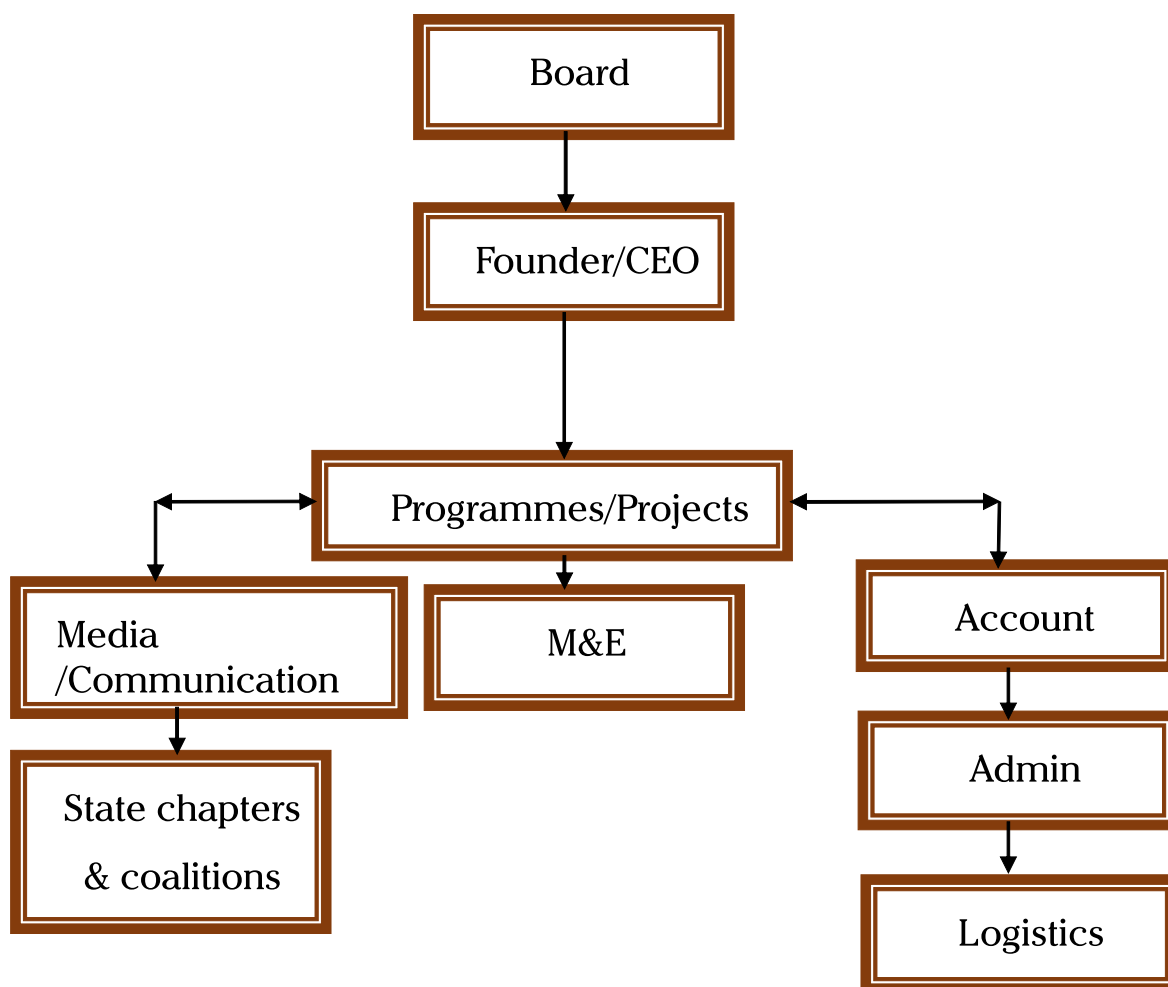 Board
Founder/CEO
Programmes/Projects
Media
/Communication
M&E
Account
State chapters
& coalitions
Admin
Logistics